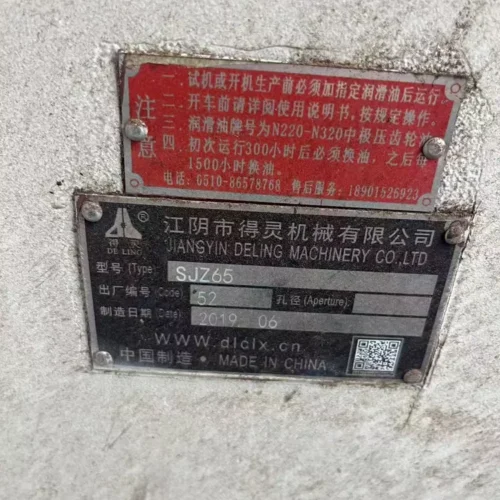 注意
一、试机或开机生产前必须加指定润滑油后运行。
二、开车前请详阅使用说明书,按规定操作。
三、润滑油牌号为N220-N320中极压齿轮油
四、初次运行300小时后必须换油,之后每
1500小时换油。
电话:0510-86578768 售后服务:18901526923
得灵
DE LING
®
江阴市得灵机械有限公司
JIANGYIN DELING MACHINERY CO.,LTD
型号(Type) SJZ65
出厂编号(Code) 52 孔径(Aperture)
制造日期(Date) 2019 06
www.dlclx.cn
中国制造·MADE IN CHINA